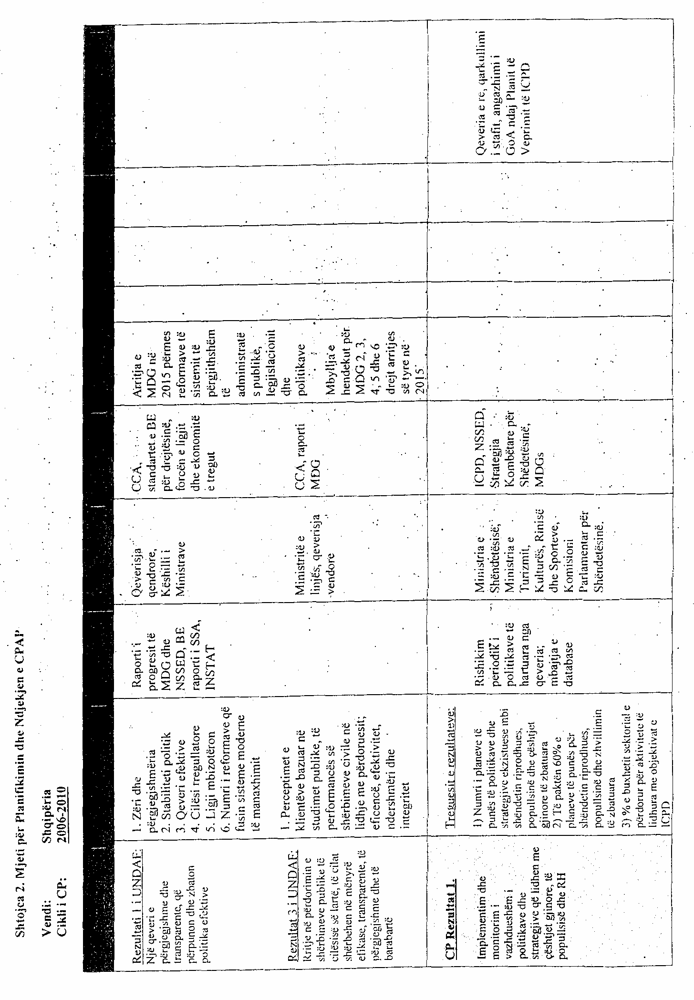 Shtojca 2. Mjeti për Planifikimin dhe Ndjekjen e CPAP
Vendi: Shqipëria
Cikli i CP: 2006-2010
Rezultati 1 i UNDAF:
Një qeveri e
përgjegjshme dhe
transparente, që
përpunon dhe zbaton
politika efektive
1. Zëri dhe
përgjegjshmëria
2. Stabiliteti politik
3. Qeveri efektive
4. Cilësi rregullatore
5. Ligji mbizotëron
6. Numri i reformave që
fusin sisteme moderne
të manaxhimit
Raporti i
progresit të
MDG dhe
NSSED, BE
raporti i SSA,
INSTAT
Qeverisja
qendrore,
Këshilli i
Ministrave
CCA,
standartet e BE
për drejtësinë,
forcën e ligjit
dhe ekonomitë
e tregut
Arritja e
MDG në
2015 përmes
reformave të
sistemit të
përgjithshëm
të
administratë
s publike,
legjislacionit
dhe
politikave
Rezultat 3 i UNDAF:
Rritje në përdorimin e
shërbimeve publike të
cilësisë së lartë, të cilat
shërbehen në mënyrë
efikase, transparente, të
përgjegjshme dhe të
barabartë
1. Perceptimet e
klientëve bazuar në
studimet publike, të
performancës së
shërbimeve civile në
lidhje me përdoruesit;
eficencë, efektivitet,
ndershmëri dhe
integritet
Ministritë e
linjës, qeverisja
vendore
CCA, raporti
MDG
Mbyllja e
hendekut për
MDG 2, 3,
4, 5 dhe 6
drejt arritjes
së tyre në
2015
CP Rezultat 1.
Implementim dhe
monitorim i
vazhdueshëm i
politikave dhe
strategjive që lidhen me
çështjet gjinore, të
popullsisë dhe RH
Treguesit e rezultateve:
1) Numri i planeve të
punës të politikave dhe
strategjive ekzistuese mbi
shëndetin riprodhues,
popullsinë dhe çështjet
gjinore të zbatuara
2) Të paktën 60% e
planeve të punës për
shëndetin riprodhues,
popullsinë dhe zhvillimin
të zbatuara
3) % e buxhetit sektorial e
përdorur për aktivitete të
lidhura me objektivat e
ICPD
Rishikim
periodik i
politikave të
hartuara nga
qeveria;
mbajtja e
database
Ministria e
Shëndetësisë,
Ministria e
Turizmit,
Kulturës, Rinisë
dhe Sporteve,
Komisioni
Parlamentar për
Shëndetësinë.
ICPD, NSSED,
Strategjia
Kombëtare për
Shëdetësinë,
MDGs
Qeveria e re, qarkullimi
i stafit, angazhimi i
GoA ndaj Planit të
Veprimit të ICPD